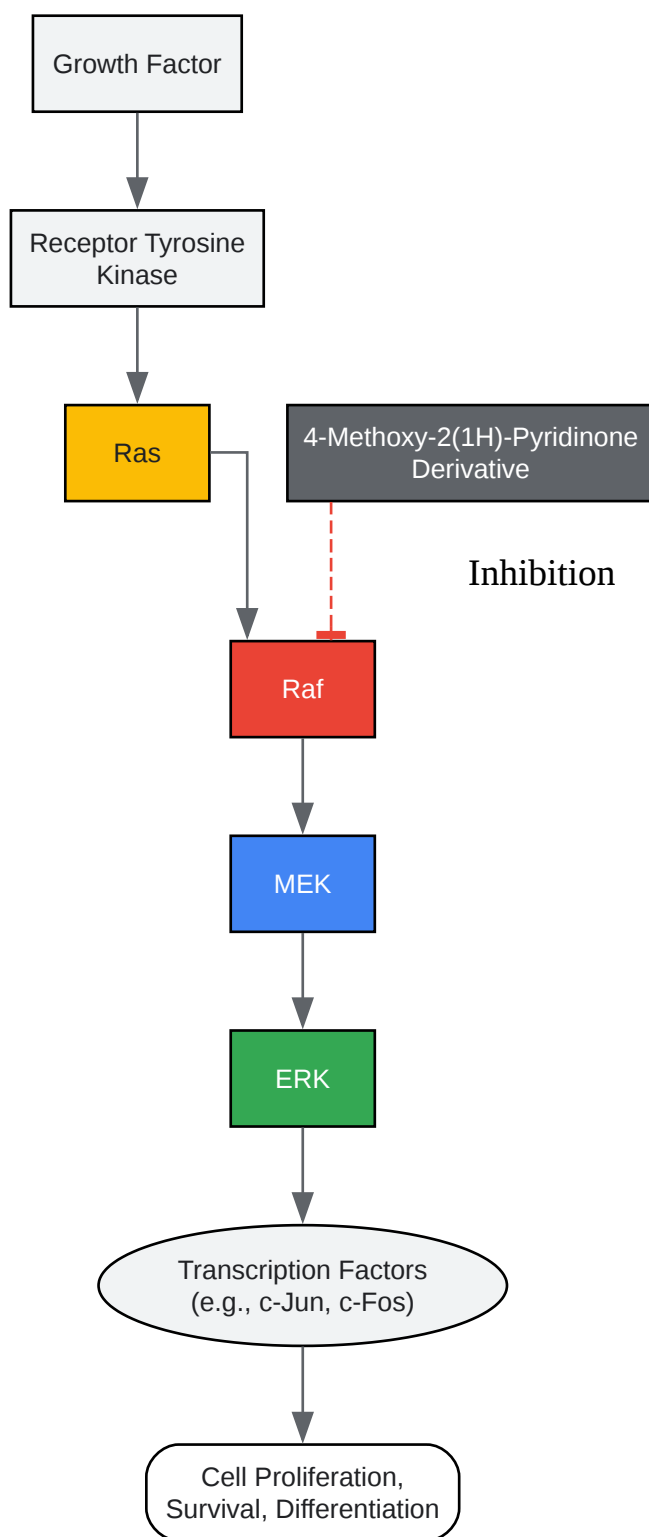 Growth Factor
Receptor Tyrosine
Kinase
Ras
4-Methoxy-2(1H)-Pyridinone
Derivative
Inhibition
Raf
MEK
ERK
Transcription Factors
(e.g., c-Jun, c-Fos)
Cell Proliferation,
Survival, Differentiation